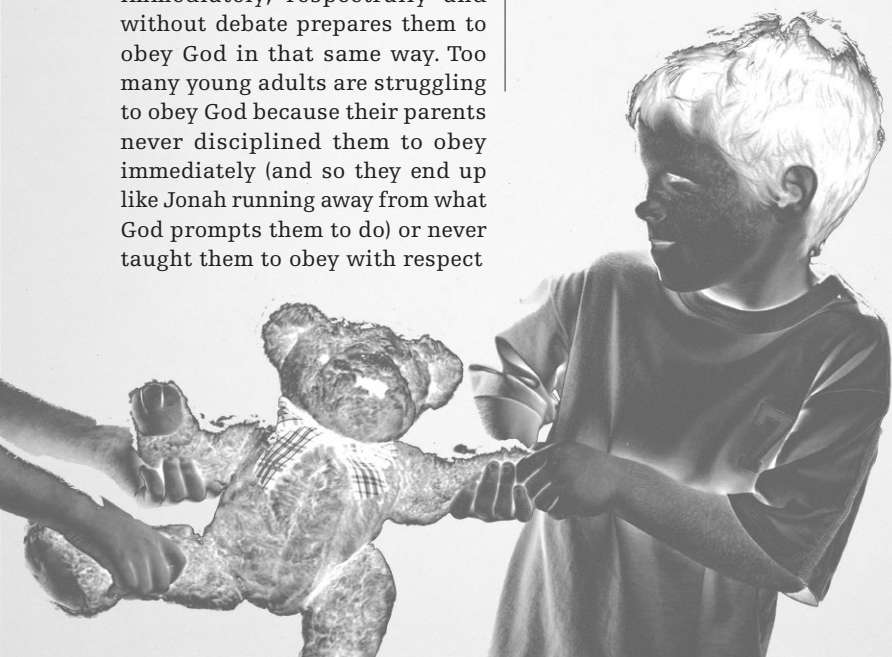 immediately, respectfully and
without debate prepares them to
obey God in that same way. Too
many young adults are struggling
to obey God because their parents
never disciplined them to obey
immediately (and so they end up
like Jonah running away from what
God prompts them to do) or never
taught them to obey with respect